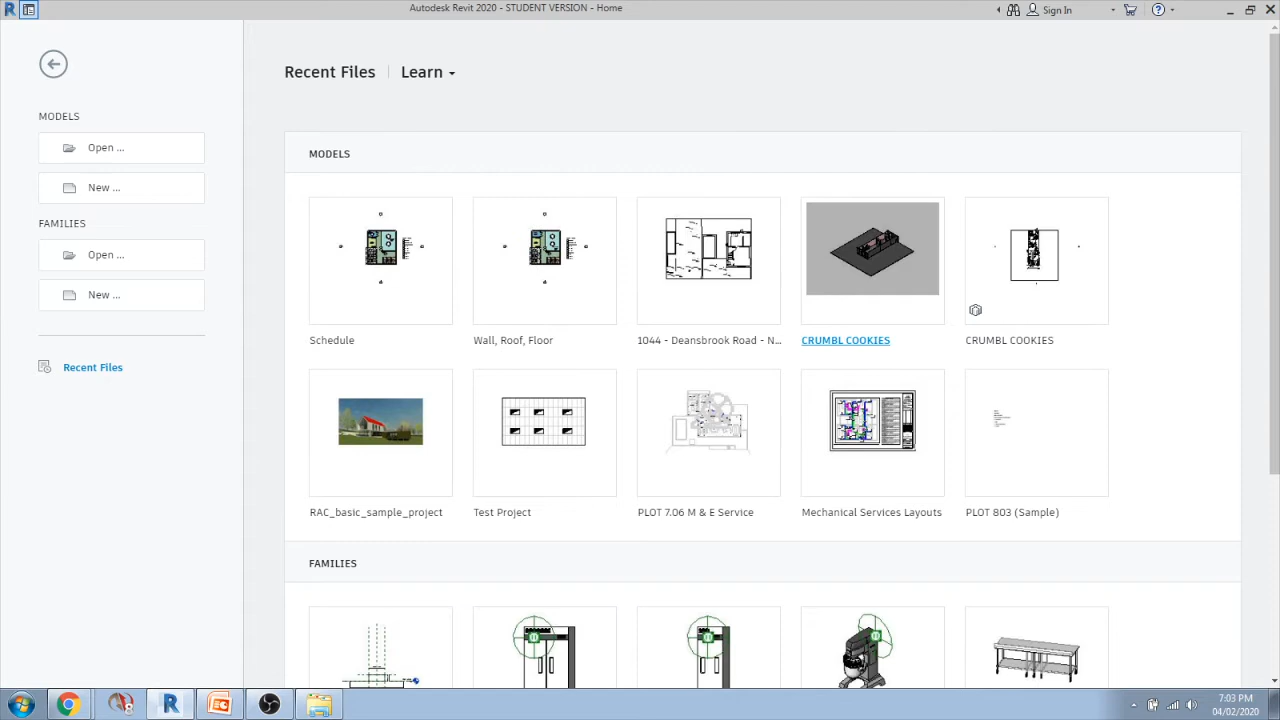 Autodesk Revit 2020 - STUDENT VERSION - Home
Sign In
Recent Files
Learn
MODELS
Open ...
New ...
FAMILIES
Open ...
New ...
Recent Files
MODELS
Schedule
Wall, Roof, Floor
1044 - Deansbrook Road - N...
CRUMBL COOKIES
CRUMBL COOKIES
RAC_basic_sample_project
Test Project
PLOT 7.06 M & E Service
Mechanical Services Layouts
PLOT 803 (Sample)
FAMILIES
7:03 PM
04/02/2020